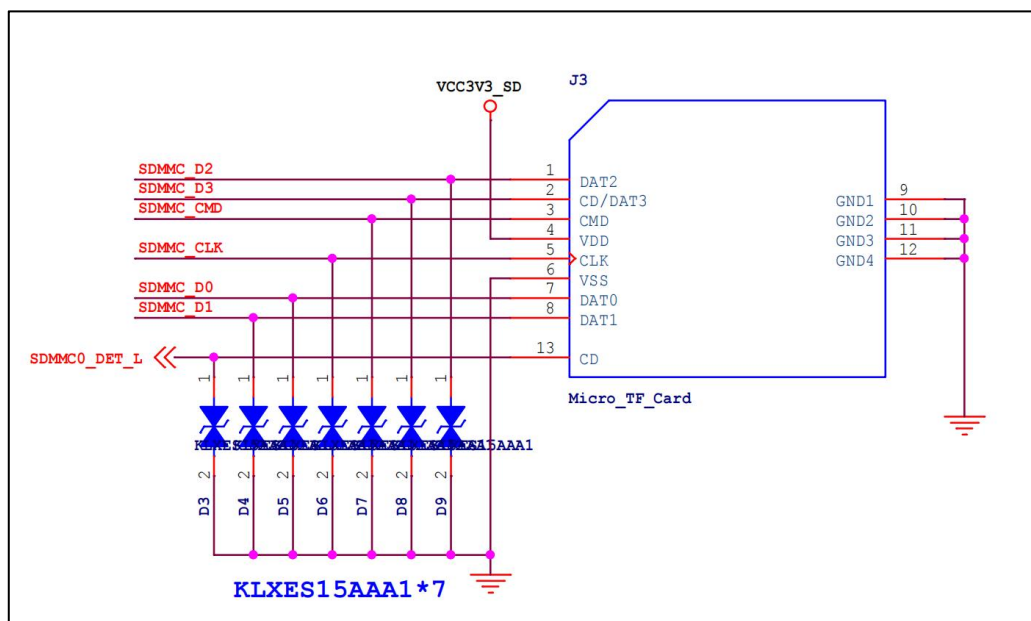 J3
VCC3V3_SD
SDMMC_D2 1 DAT2
SDMMC_D3 2 CD/DAT3 GND1 9
SDMMC_CMD 3 CMD GND2 10
4 VDD GND3 11
SDMMC_CLK 5 CLK GND4 12
6 VSS
SDMMC_D0 7 DAT0
SDMMC_D1 8 DAT1
SDMMC0_DET_L 13 CD
Micro_TF_Card
1 1 1 1 1 1 1
2 2 2 2 2 2 2
D3 D4 D5 D6 D7 D8 D9
KLXES15AAA1*7